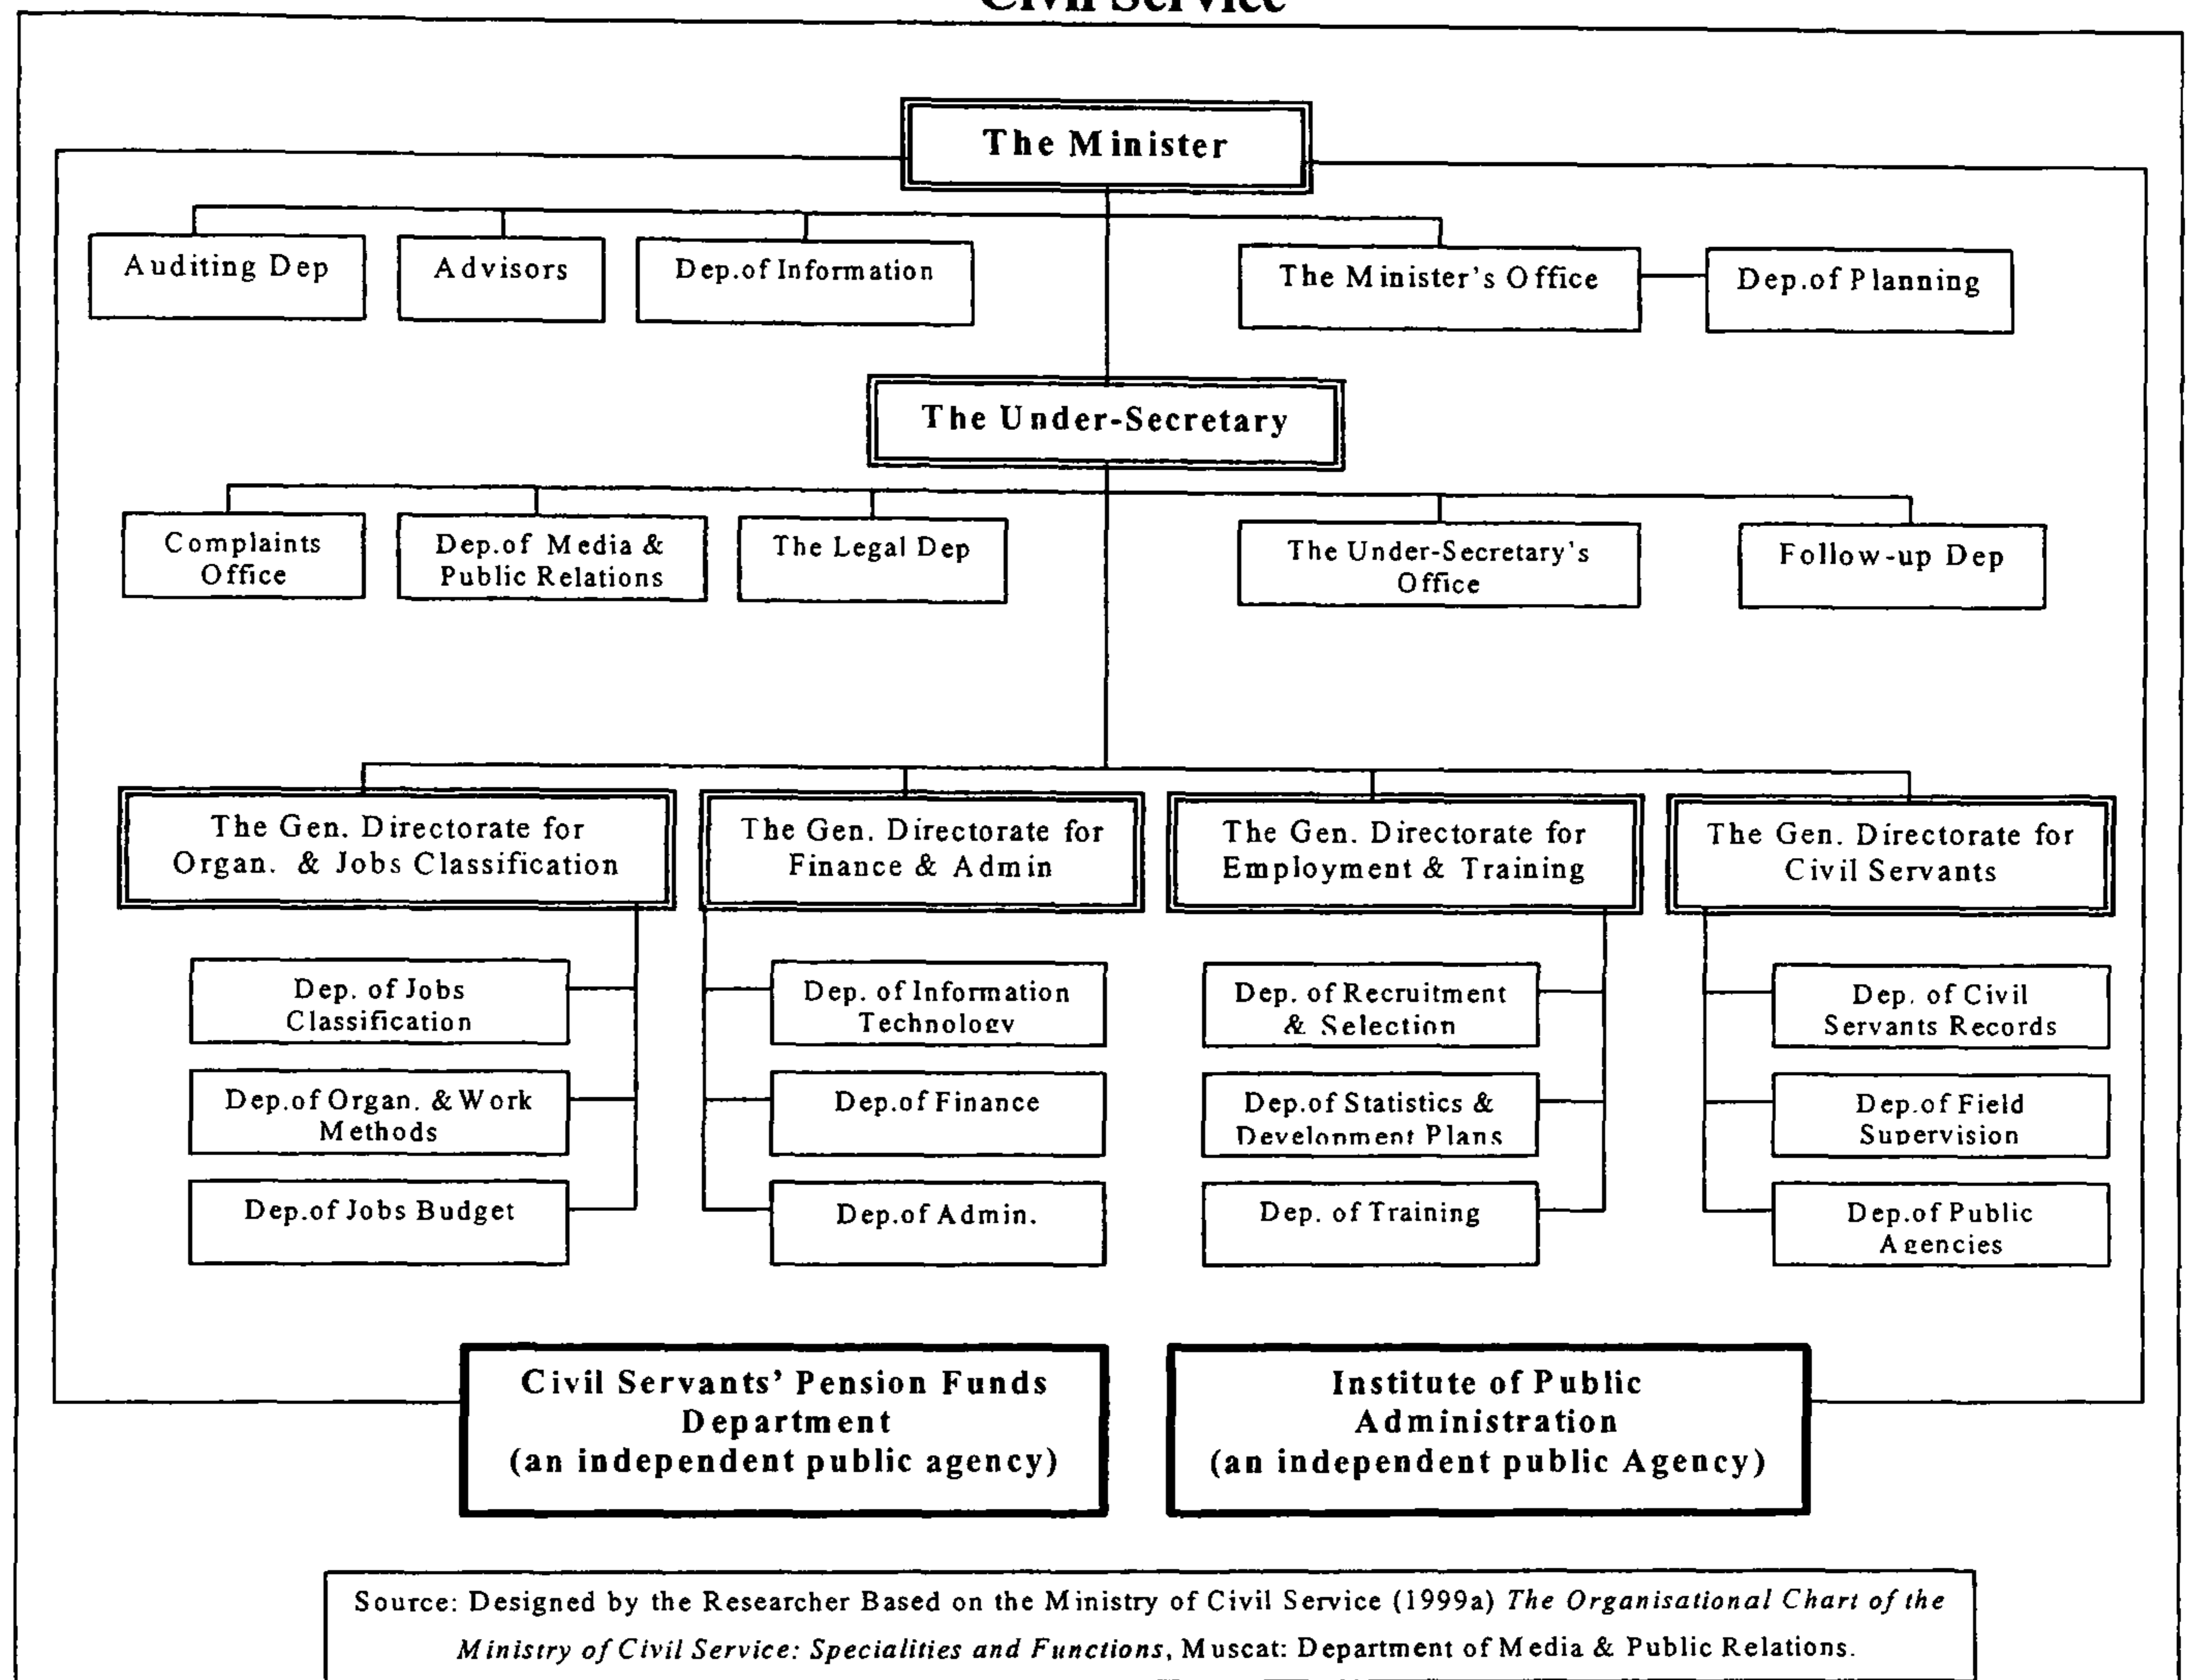 Civil Service
The Minister
Auditing Dep
Advisors
Dep.of Information
The Minister's Office
Dep.of Planning
The Under-Secretary
Complaints
Office
Dep.of Media &
Public Relations
The Legal Dep
The Under-Secretary's
Office
Follow-up Dep
The Gen. Directorate for
Organ. & Jobs Classification
The Gen. Directorate for
Finance & Admin
The Gen. Directorate for
Employment & Training
The Gen. Directorate for
Civil Servants
Dep. of Jobs
Classification
Dep.of Organ. & Work
Methods
Dep.of Jobs Budget
Dep. of Information
Technology
Dep.of Finance
Dep.of Admin.
Dep. of Recruitment
& Selection
Dep.of Statistics &
Development Plans
Dep. of Training
Dep. of Civil
Servants Records
Dep.of Field
Supervision
Dep.of Public
Agencies
Civil Servants' Pension Funds
Department
(an independent public agency)
Institute of Public
Administration
(an independent public Agency)
Source: Designed by the Researcher Based on the Ministry of Civil Service (1999a) The Organisational Chart of the
Ministry of Civil Service: Specialities and Functions, Muscat: Department of Media & Public Relations.